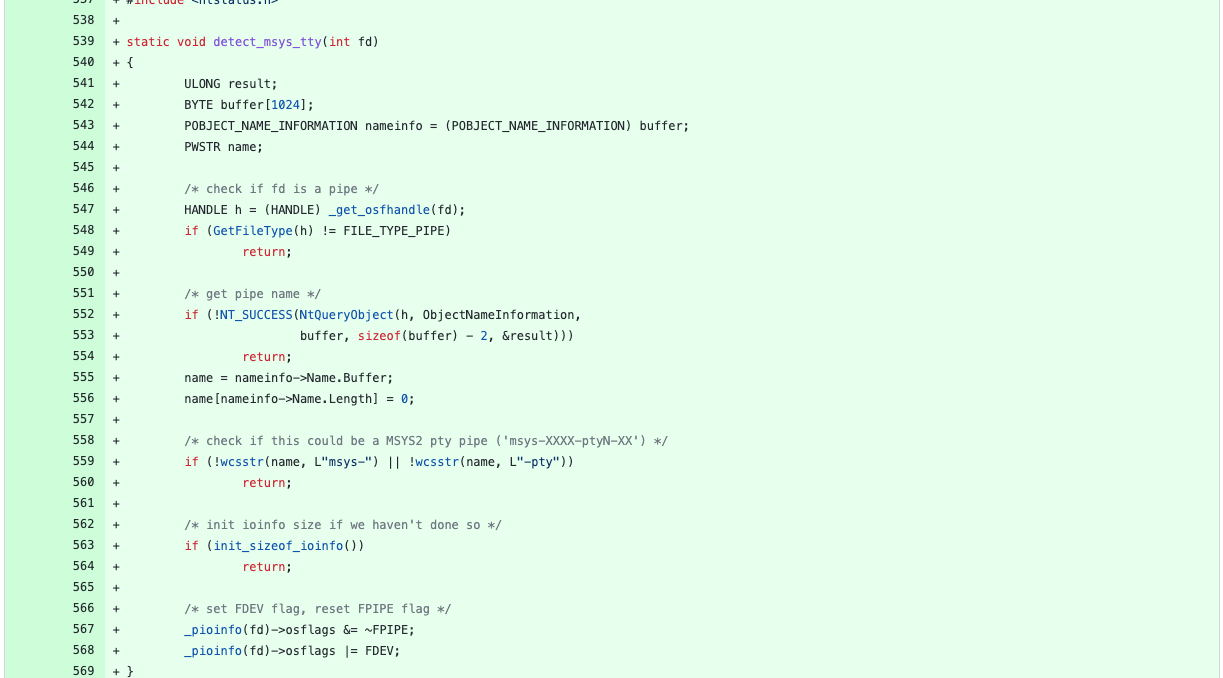 537 + #include <ntstatus.h>
538 +
539 + static void detect_msys_tty(int fd)
540 + {
541 +         ULONG result;
542 +         BYTE buffer[1024];
543 +         POBJECT_NAME_INFORMATION nameinfo = (POBJECT_NAME_INFORMATION) buffer;
544 +         PWSTR name;
545 +
546 +         /* check if fd is a pipe */
547 +         HANDLE h = (HANDLE) _get_osfhandle(fd);
548 +         if (GetFileType(h) != FILE_TYPE_PIPE)
549 +                 return;
550 +
551 +         /* get pipe name */
552 +         if (!NT_SUCCESS(NtQueryObject(h, ObjectNameInformation,
553 +                         buffer, sizeof(buffer) - 2, &result)))
554 +                 return;
555 +         name = nameinfo->Name.Buffer;
556 +         name[nameinfo->Name.Length] = 0;
557 +
558 +         /* check if this could be a MSYS2 pty pipe ('msys-XXXX-ptyN-XX') */
559 +         if (!wcsstr(name, L"msys-") || !wcsstr(name, L"-pty"))
560 +                 return;
561 +
562 +         /* init ioinfo size if we haven't done so */
563 +         if (init_sizeof_ioinfo())
564 +                 return;
565 +
566 +         /* set FDEV flag, reset FPIPE flag */
567 +         _pioinfo(fd)->osflags &= ~FPIPE;
568 +         _pioinfo(fd)->osflags |= FDEV;
569 + }